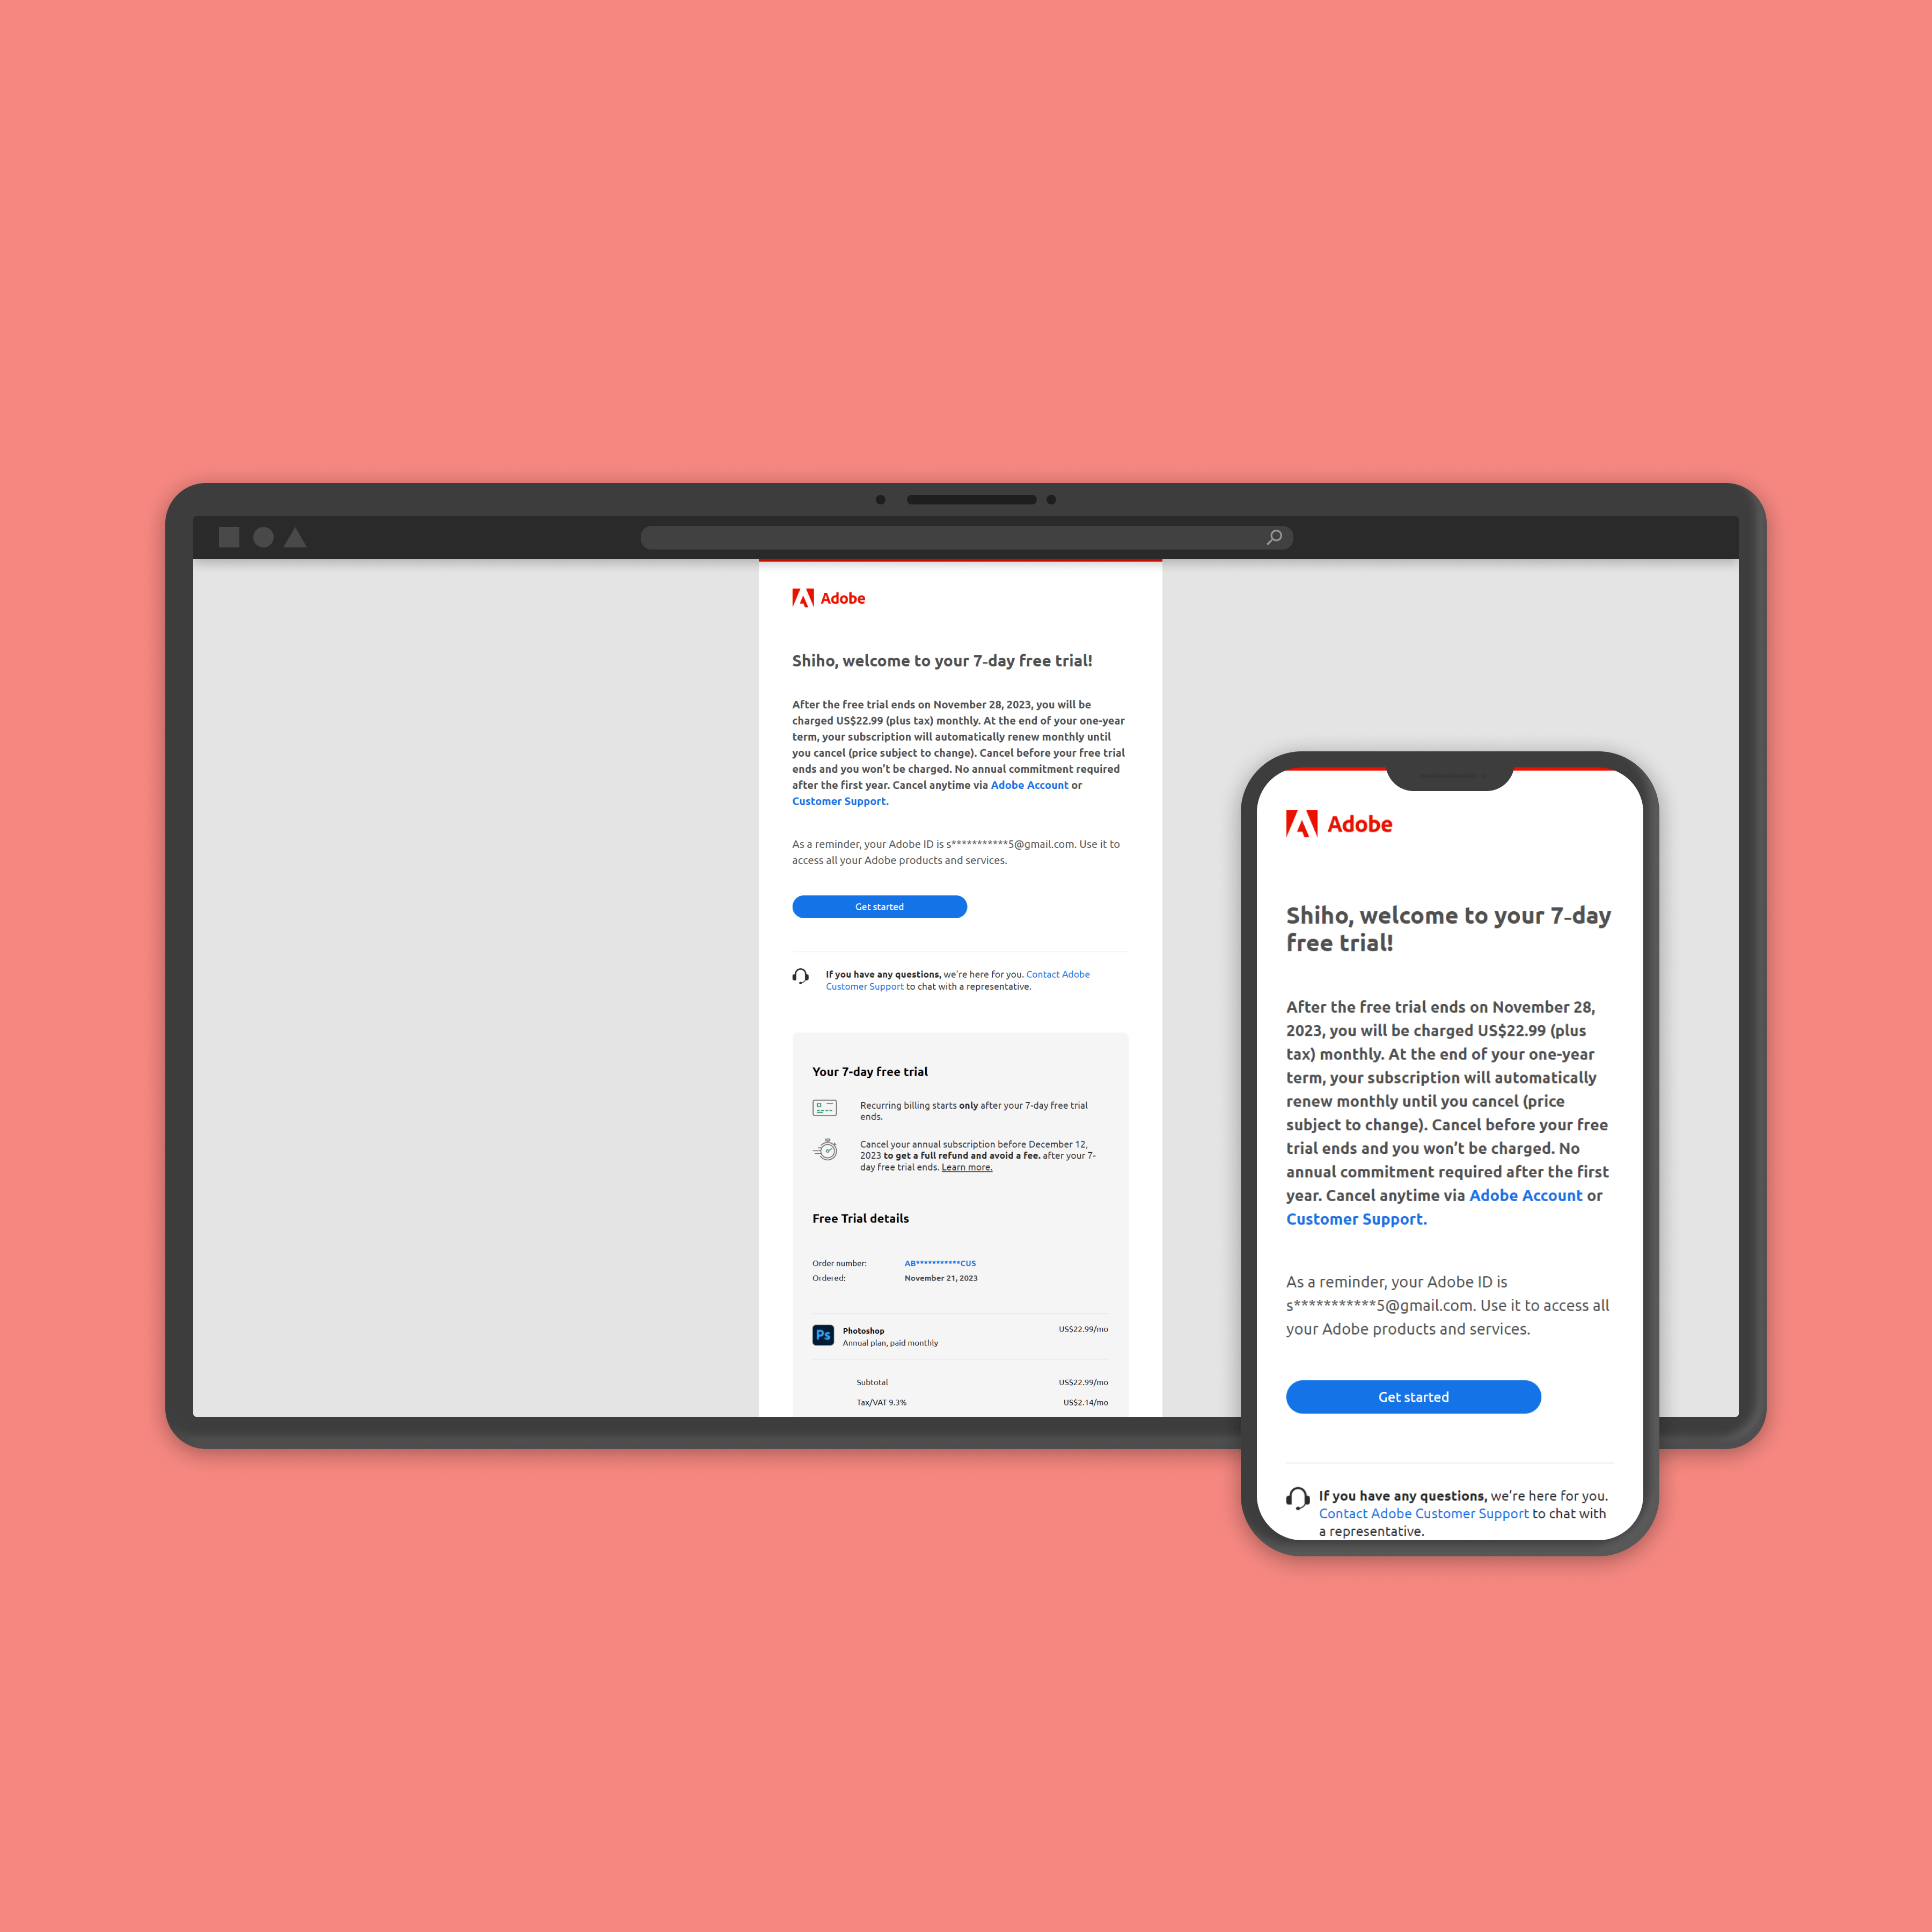 Adobe
Shiho, welcome to your 7-day free trial!
After the free trial ends on November 28, 2023, you will be
charged US$22.99 (plus tax) monthly. At the end of your one-year
term, your subscription will automatically renew monthly until
you cancel (price subject to change). Cancel before your free trial
ends and you won't be charged. No annual commitment required
after the first year. Cancel anytime via Adobe Account or
Customer Support.
As a reminder, your Adobe ID is s***********5@gmail.com. Use it to
access all your Adobe products and services.
Get started
If you have any questions, we're here for you. Contact Adobe
Customer Support to chat with a representative.
Your 7-day free trial
Recurring billing starts only after your 7-day free trial
ends.
Cancel your annual subscription before December 12,
2023 to get a full refund and avoid a fee. after your 7-
day free trial ends. Learn more.
Free Trial details
Order number: AB***********CUS
Ordered: November 21, 2023
Ps
Photoshop US$22.99/mo
Annual plan, paid monthly
Subtotal US$22.99/mo
Tax/VAT 9.3% US$2.14/mo
Adobe
Shiho, welcome to your 7-day
free trial!
After the free trial ends on November 28,
2023, you will be charged US$22.99 (plus
tax) monthly. At the end of your one-year
term, your subscription will automatically
renew monthly until you cancel (price
subject to change). Cancel before your free
trial ends and you won't be charged. No
annual commitment required after the first
year. Cancel anytime via Adobe Account or
Customer Support.
As a reminder, your Adobe ID is
s***********5@gmail.com. Use it to access all
your Adobe products and services.
Get started
If you have any questions, we're here for you.
Contact Adobe Customer Support to chat with
a representative.